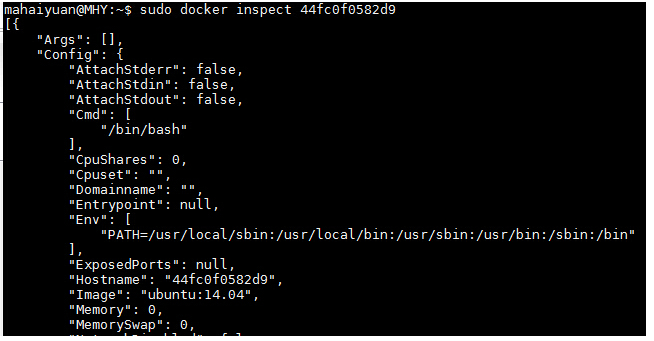 mahaiyuan@MHY:~$ sudo docker inspect 44fc0f0582d9
[{
    "Args": [],
    "Config": {
        "AttachStderr": false,
        "AttachStdin": false,
        "AttachStdout": false,
        "Cmd": [
            "/bin/bash"
        ],
        "CpuShares": 0,
        "Cpuset": "",
        "Domainname": "",
        "Entrypoint": null,
        "Env": [
            "PATH=/usr/local/sbin:/usr/local/bin:/usr/sbin:/usr/bin:/sbin:/bin"
        ],
        "ExposedPorts": null,
        "Hostname": "44fc0f0582d9",
        "Image": "ubuntu:14.04",
        "Memory": 0,
        "MemorySwap": 0,